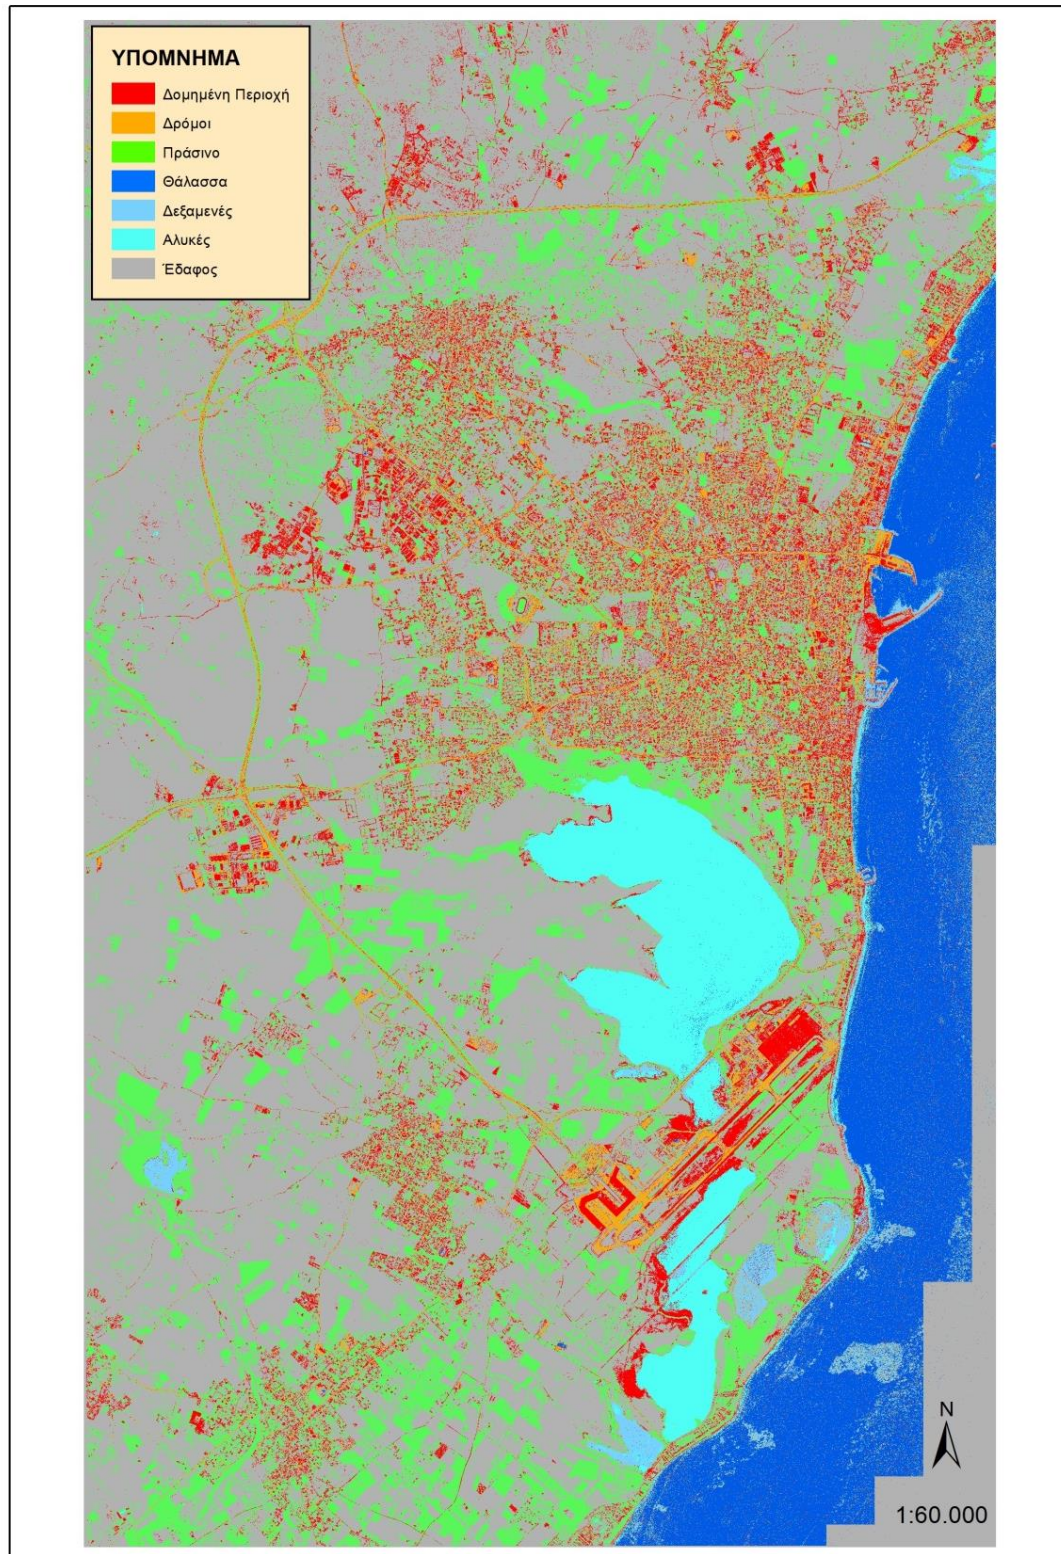 ΥΠΟΜΝΗΜΑ
Δομημένη Περιοχή
Δρόμοι
Πράσινο
Θάλασσα
Δεξαμενές
Αλυκές
Έδαφος
N
1:60.000